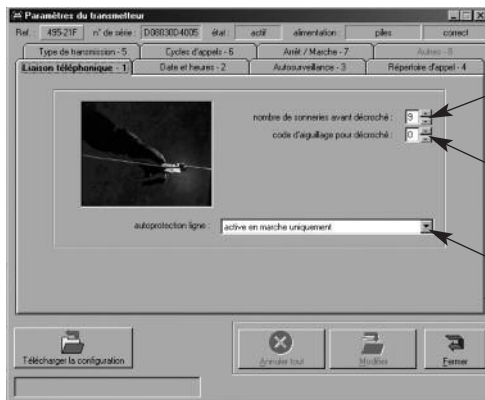 Paramètres du transmetteur
Ref. : 495-21F n° de série : D08030D4005 état : actif alimentation : piles correct
Type de transmission - 5 Cycles d'appels - 6 Arrêt / Marche - 7 Autres - 8
Liaison téléphonique - 1 Date et heures - 2 Autosurveillance - 3 Répertoire d'appel - 4
nombre de sonneries avant décroché : 9
code d'aiguillage pour décroché : 0
autoprotection ligne : active en marche uniquement
Télécharger la configuration Annuler tout Modifier Fermer